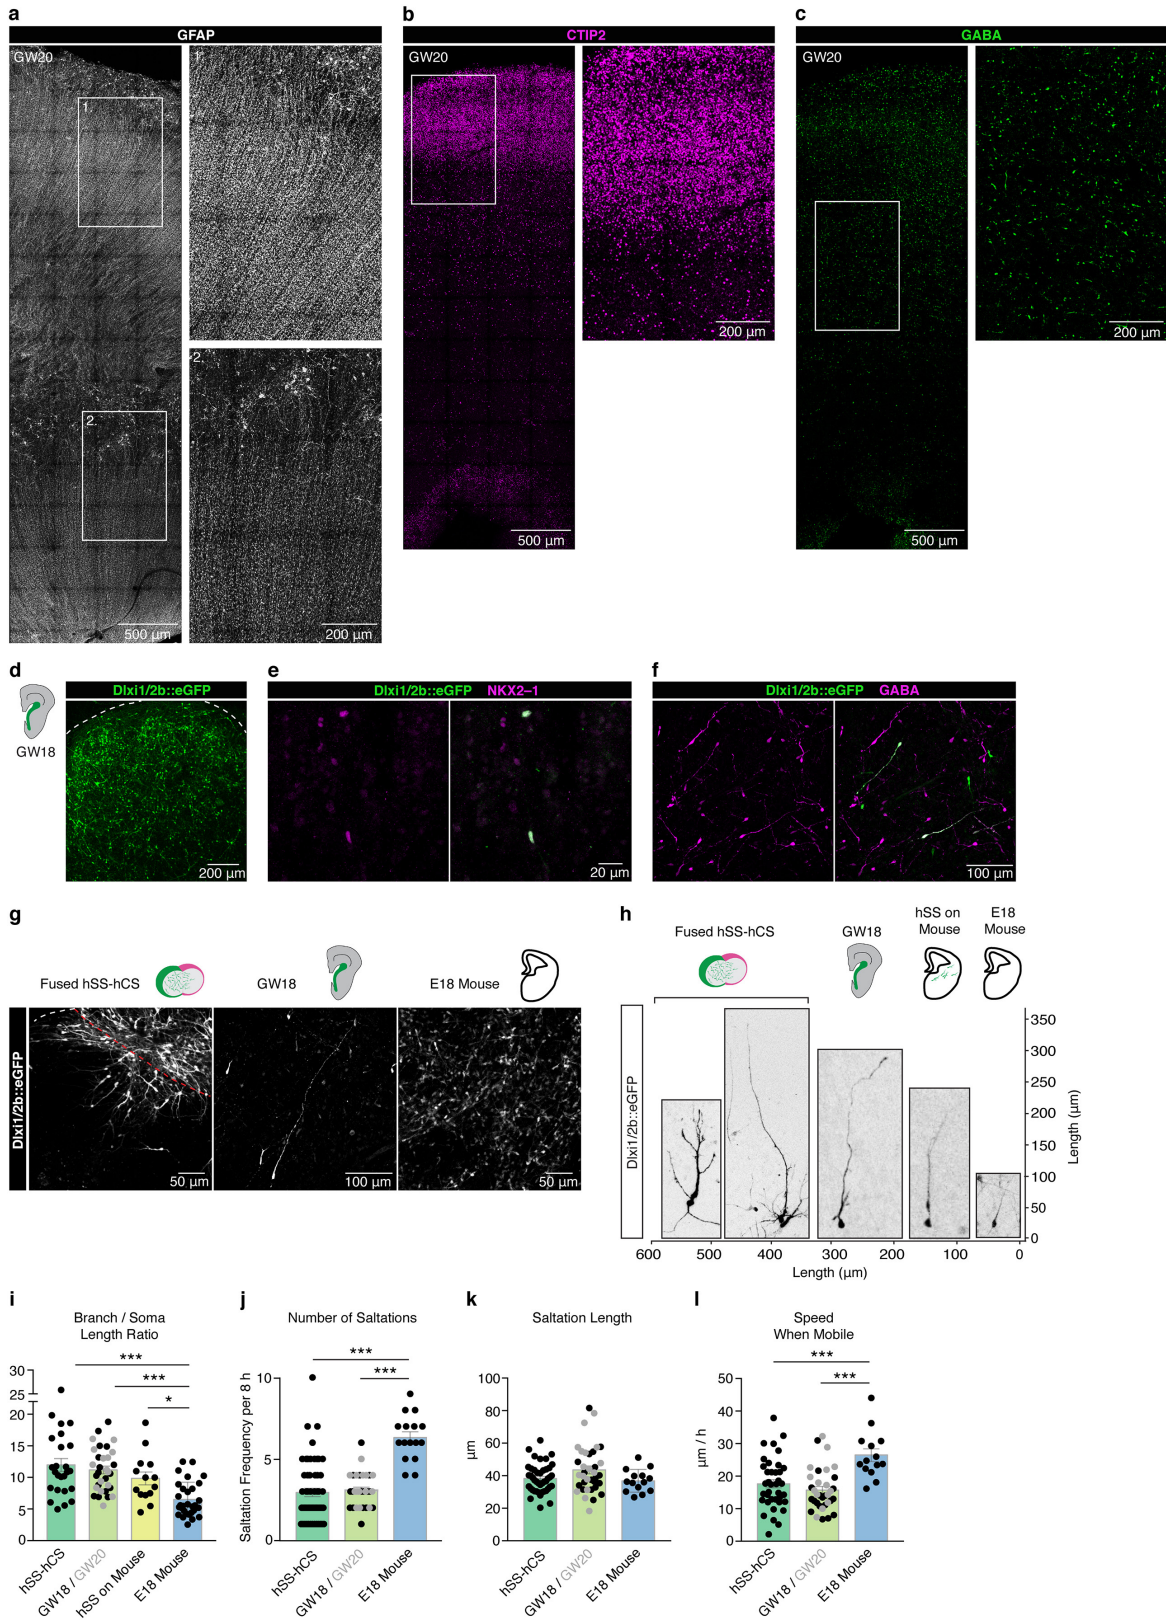 a
GFAP
GW20
1.
2.
500 µm
1.
200 µm
2.
200 µm
b
CTIP2
GW20
500 µm
200 µm
c
GABA
GW20
500 µm
200 µm
d
Dlxi1/2b::eGFP
GW18
200 µm
e
Dlxi1/2b::eGFP NKX2–1
20 µm
f
Dlxi1/2b::eGFP GABA
100 µm
g
Fused hSS-hCS
GW18
E18 Mouse
Dlxi1/2b::eGFP
50 µm
100 µm
50 µm
h
Fused hSS-hCS
GW18
hSS on
Mouse
E18
Mouse
Dlxi1/2b::eGFP
350
300
250
200
150
100
50
0
Length (µm)
600 500 400 300 200 100 0
Length (µm)
i
Branch / Soma
Length Ratio
***
***
*
30
25
20
15
10
5
0
hSS-hCS
GW18 / GW20
hSS on Mouse
E18 Mouse
j
Number of Saltations
***
***
Saltation Frequency per 8 h
10
5
0
hSS-hCS
GW18 / GW20
E18 Mouse
k
Saltation Length
µm
100
80
60
40
20
0
hSS-hCS
GW18 / GW20
E18 Mouse
l
Speed
When Mobile
***
***
µm / h
50
40
30
20
10
0
hSS-hCS
GW18 / GW20
E18 Mouse